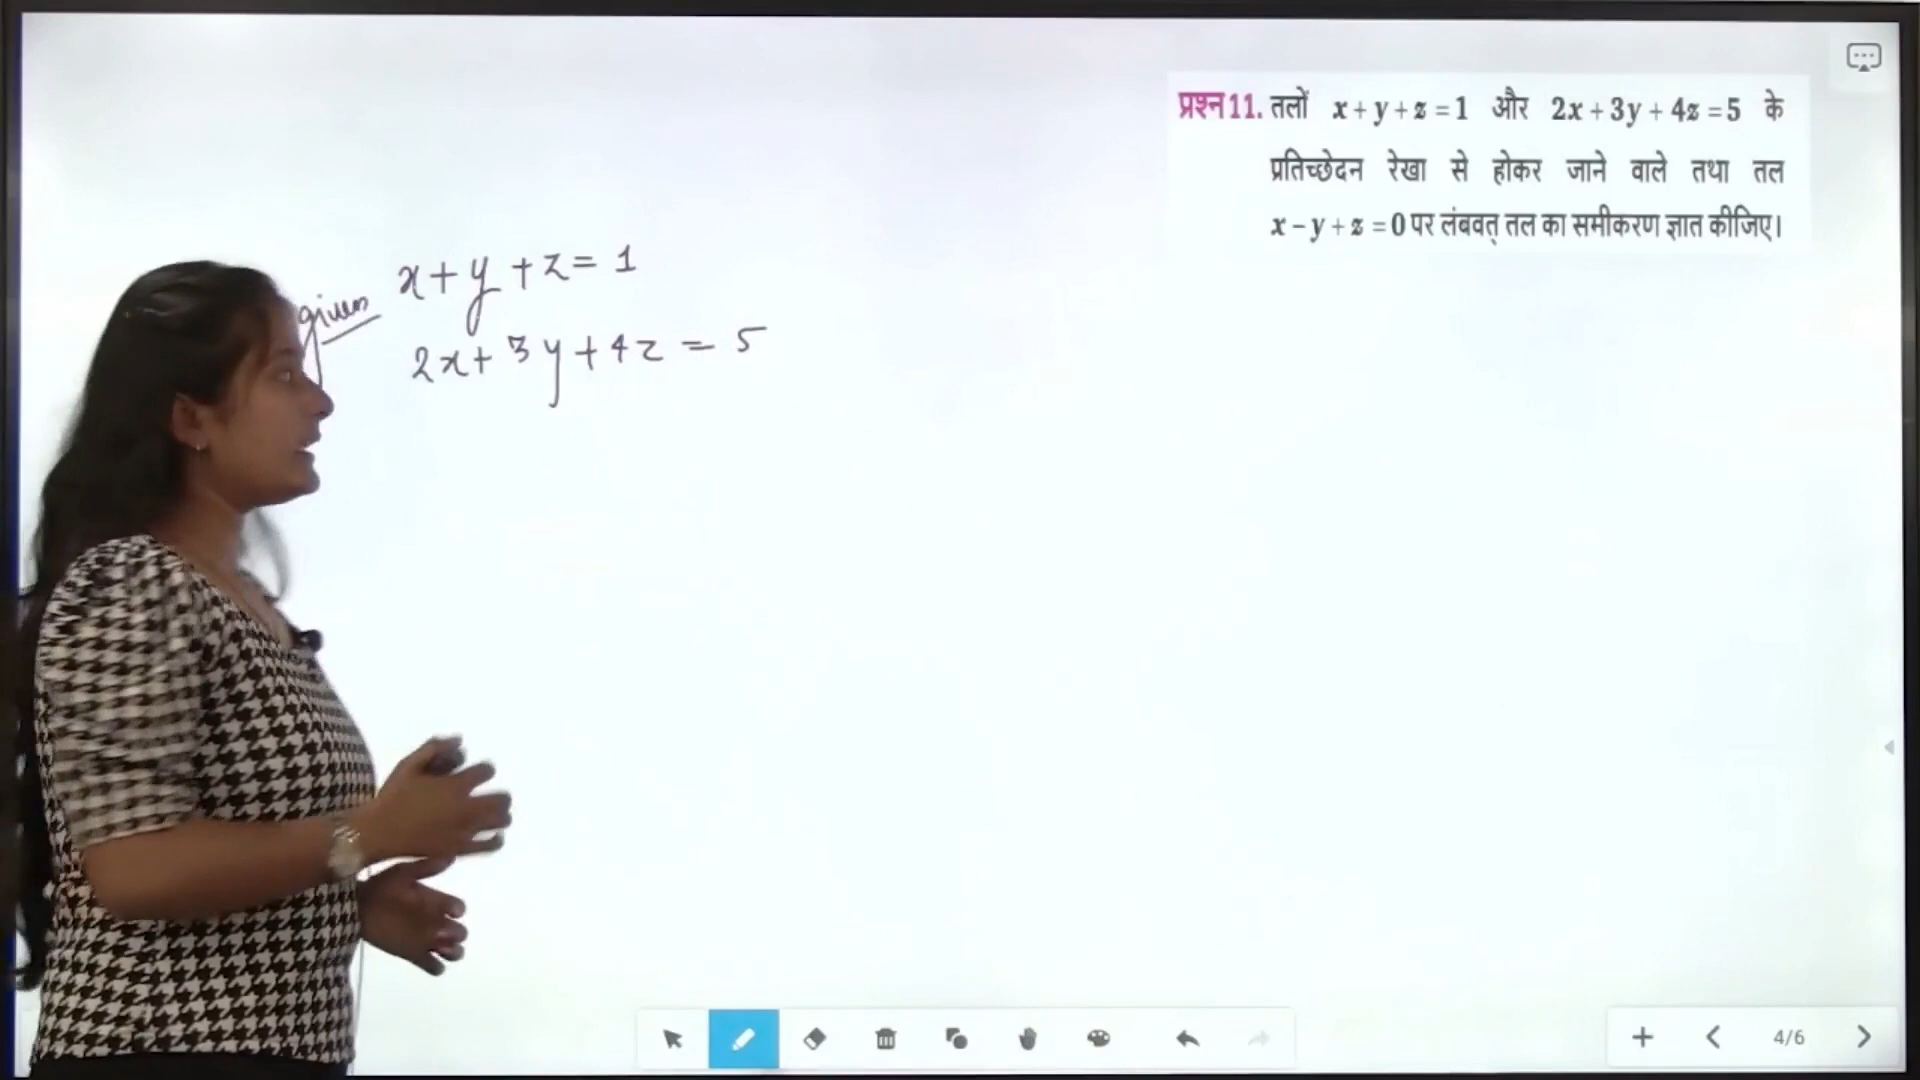 प्रश्न 11. तलों x + y + z = 1 और 2x + 3y + 4z = 5 के
प्रतिच्छेदन रेखा से होकर जाने वाले तथा तल
x – y + z = 0 पर लंबवत् तल का समीकरण ज्ञात कीजिए।
given x + y + z = 1
2x + 3y + 4z = 5
4/6